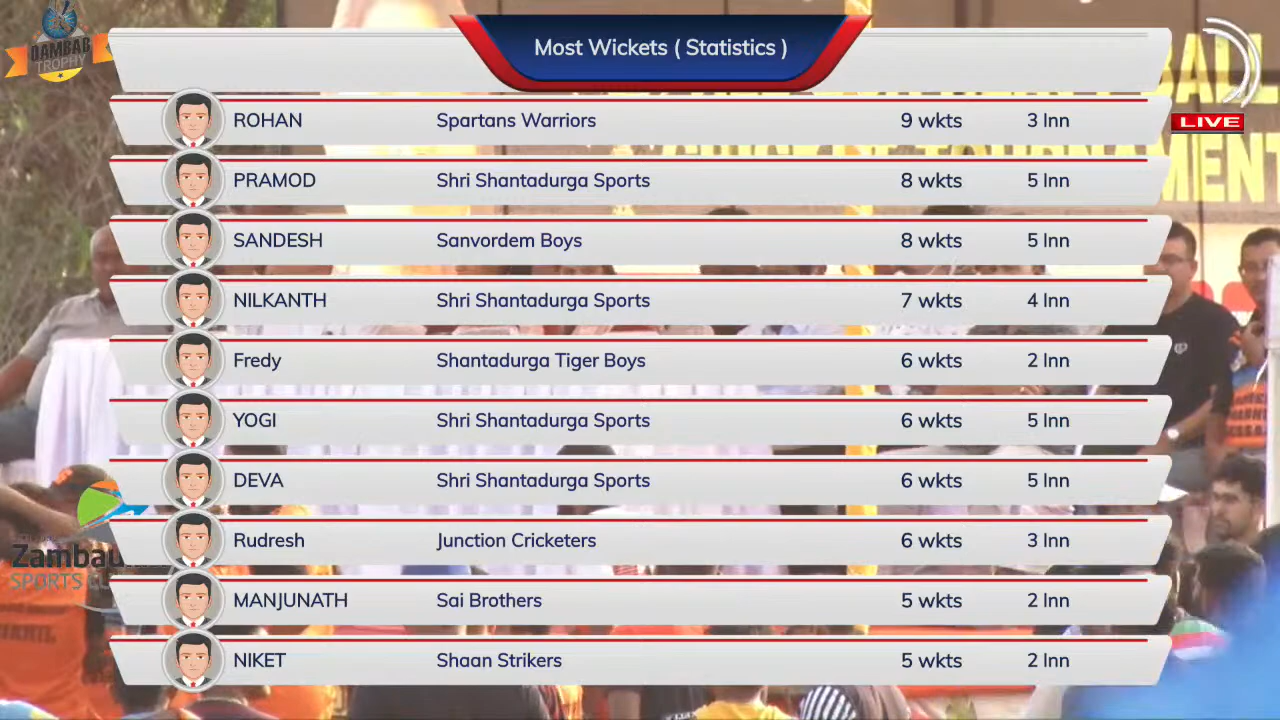 DAMBAB
TROPHY
Most Wickets ( Statistics )
LIVE
ROHAN Spartans Warriors 9 wkts 3 Inn
PRAMOD Shri Shantadurga Sports 8 wkts 5 Inn
SANDESH Sanvordem Boys 8 wkts 5 Inn
NILKANTH Shri Shantadurga Sports 7 wkts 4 Inn
Fredy Shantadurga Tiger Boys 6 wkts 2 Inn
YOGI Shri Shantadurga Sports 6 wkts 5 Inn
DEVA Shri Shantadurga Sports 6 wkts 5 Inn
Rudresh Junction Cricketers 6 wkts 3 Inn
MANJUNATH Sai Brothers 5 wkts 2 Inn
NIKET Shaan Strikers 5 wkts 2 Inn
SPORTS